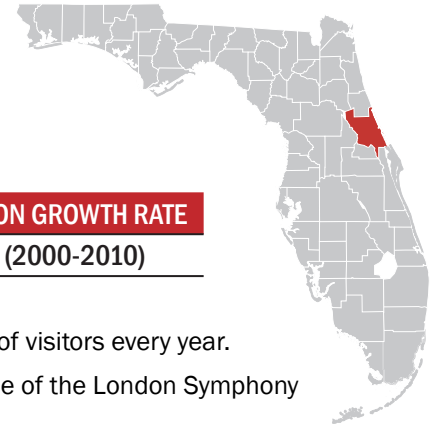 ON GROWTH RATE
(2000-2010)
of visitors every year.
e of the London Symphony